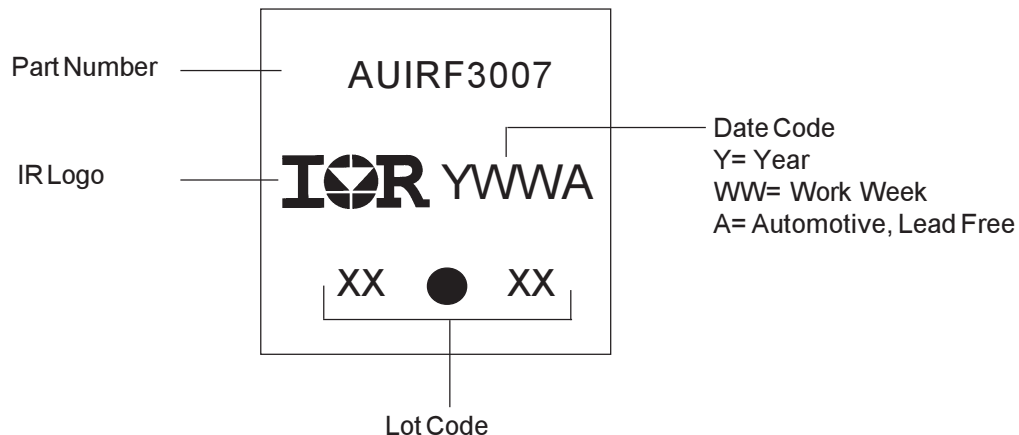 Part Number
AUIRF3007
Date Code
Y= Year
WW= Work Week
A= Automotive, Lead Free
IR Logo
IOR YWWA
XX XX
Lot Code